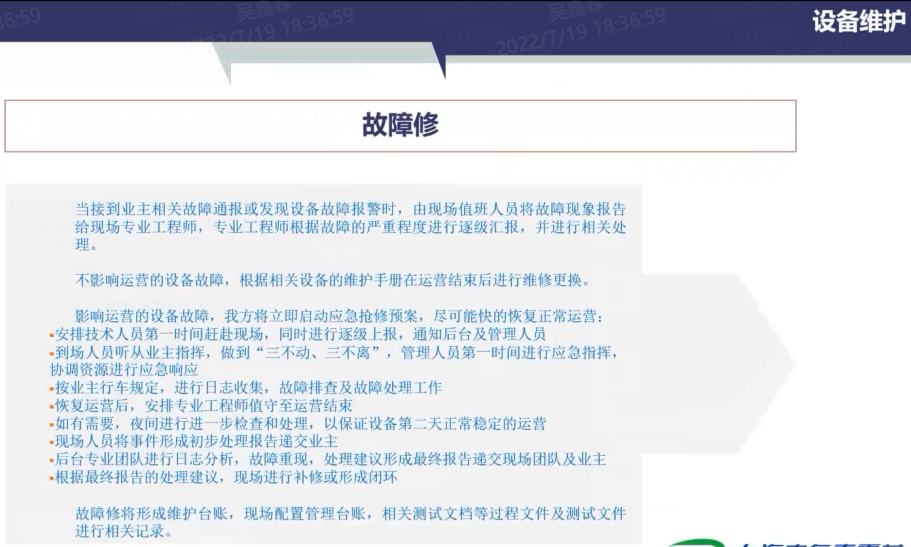 36:59
吴嘉霖
2022/7/19 18:36:59
吴嘉霖
2022/7/19 18:36:59
设备维护
故障修
当接到业主相关故障通报或发现设备故障报警时，由现场值班人员将故障现象报告
给现场专业工程师，专业工程师根据故障的严重程度进行逐级汇报，并进行相关处
理。
不影响运营的设备故障，根据相关设备的维护手册在运营结束后进行维修更换。
影响运营的设备故障，我方将立即启动应急抢修预案，尽可能快的恢复正常运营：
▪安排技术人员第一时间赶赴现场，同时进行逐级上报，通知后台及管理人员
▪到场人员听从业主指挥，做到“三不动、三不离”，管理人员第一时间进行应急指挥，
协调资源进行应急响应
▪按业主行车规定，进行日志收集，故障排查及故障处理工作
▪恢复运营后，安排专业工程师值守至运营结束
▪如有需要，夜间进行进一步检查和处理，以保证设备第二天正常稳定的运营
▪现场人员将事件形成初步处理报告递交业主
▪后台专业团队进行日志分析，故障重现，处理建议形成最终报告递交现场团队及业主
▪根据最终报告的处理建议，现场进行补修或形成闭环
故障修将形成维护台账，现场配置管理台账，相关测试文档等过程文件及测试文件
进行相关记录。